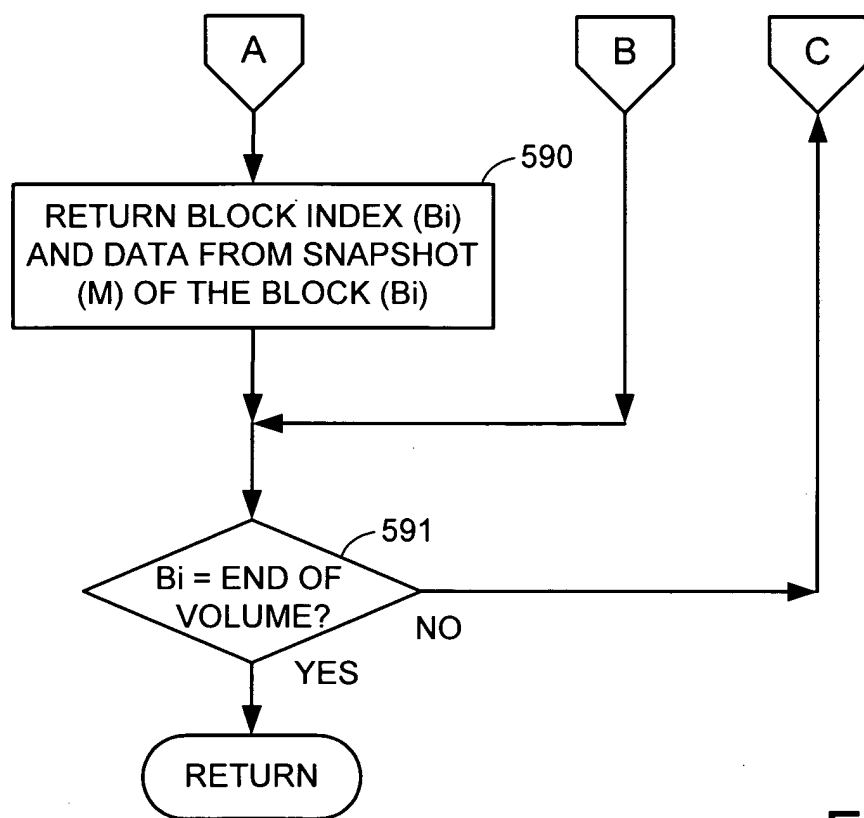 A
B
C
590
RETURN BLOCK INDEX (Bi)
AND DATA FROM SNAPSHOT
(M) OF THE BLOCK (Bi)
591
Bi = END OF
VOLUME?
NO
YES
RETURN